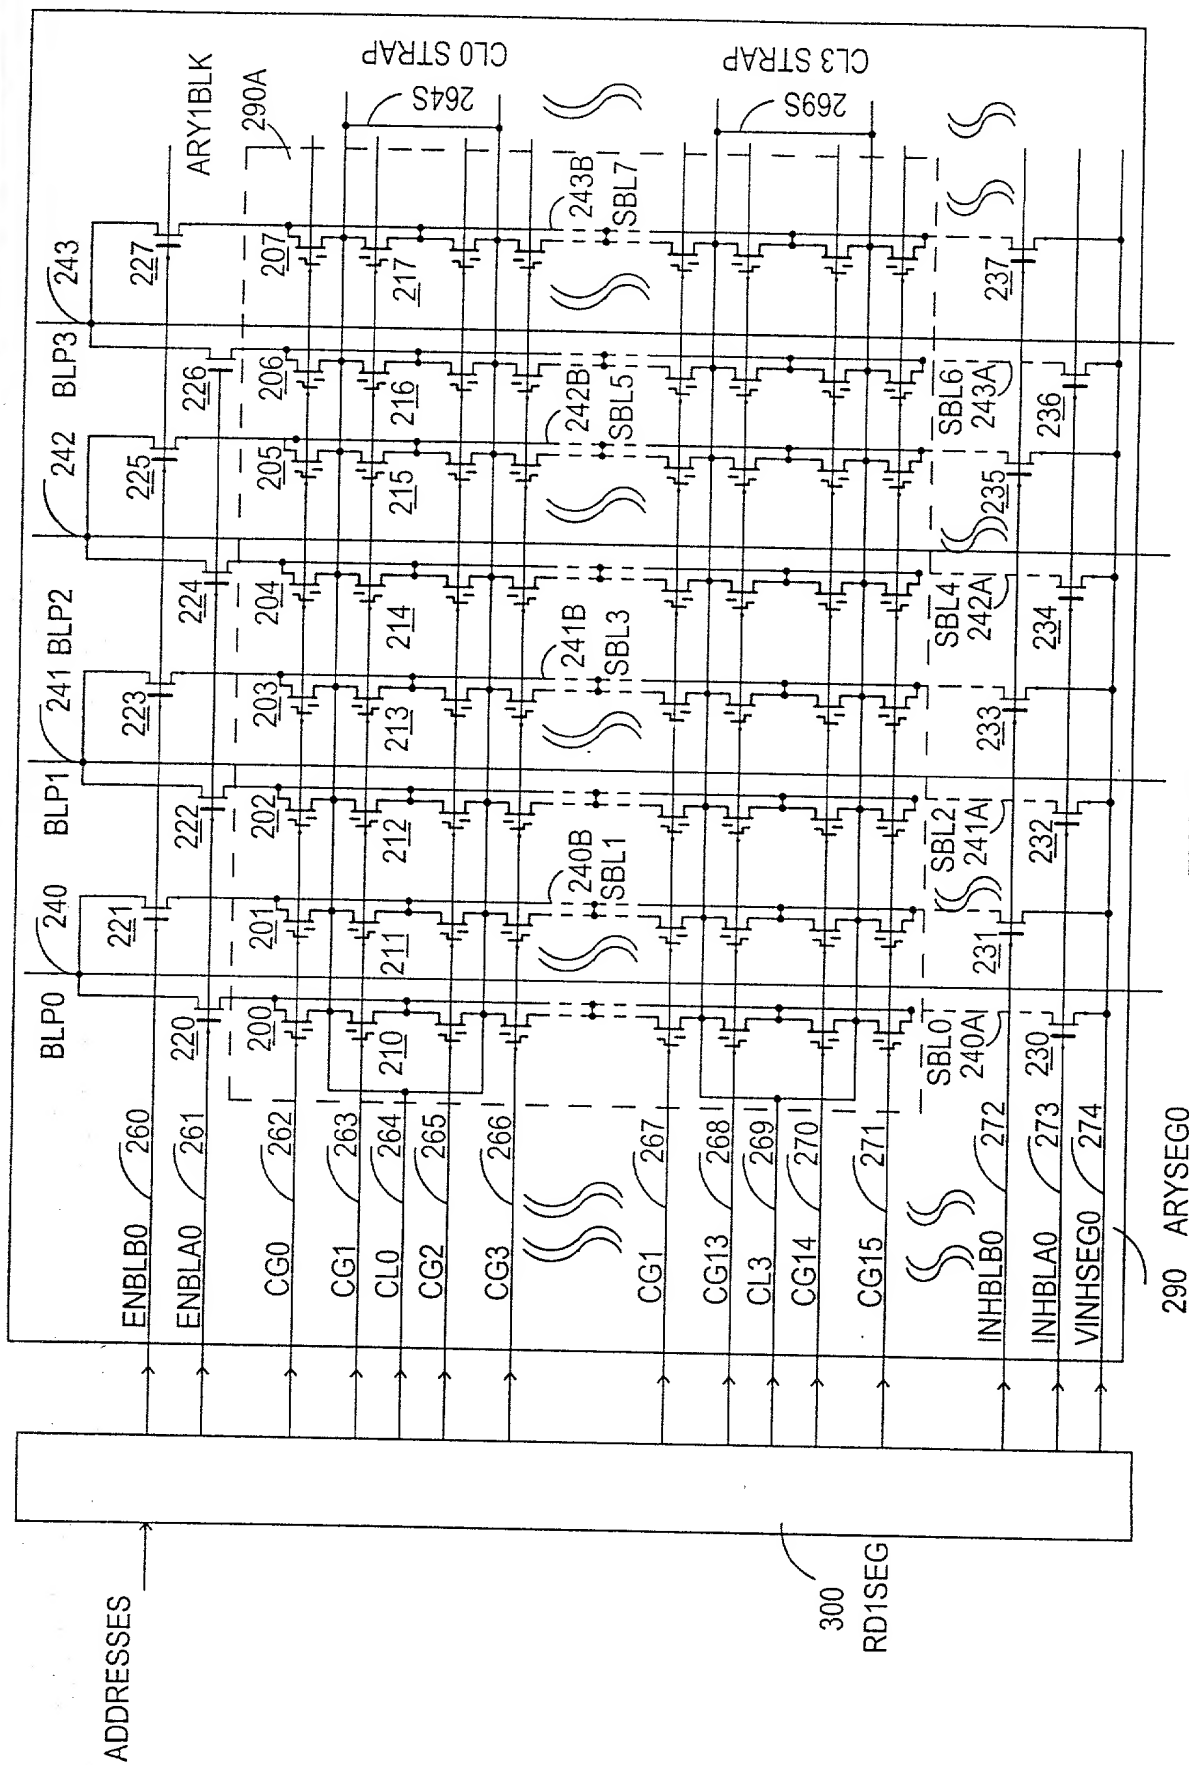 ADDRESSES
300
RD1SEG
290 ARYSEG0
ENBLB0
260
ENBLA0
261
CG0
262
CG1
263
CL0
264
CG2
265
CG3
266
CG1
267
CG13
268
CL3
269
CG14
270
CG15
271
INHBLB0
272
INHBLA0
273
VINHSEG0
274
BLP0
240
BLP1
241
BLP2
242
BLP3
243
220
221
222
223
224
225
226
227
200
201
202
203
204
205
206
207
210
211
212
213
214
215
216
217
240B
SBL1
241B
SBL3
242B
SBL5
243B
SBL7
SBL0
240A
SBL2
241A
SBL4
242A
SBL6
243A
230
231
232
233
234
235
236
237
ARY1BLK
290A
CL0 STRAP
264S
CL3 STRAP
269S